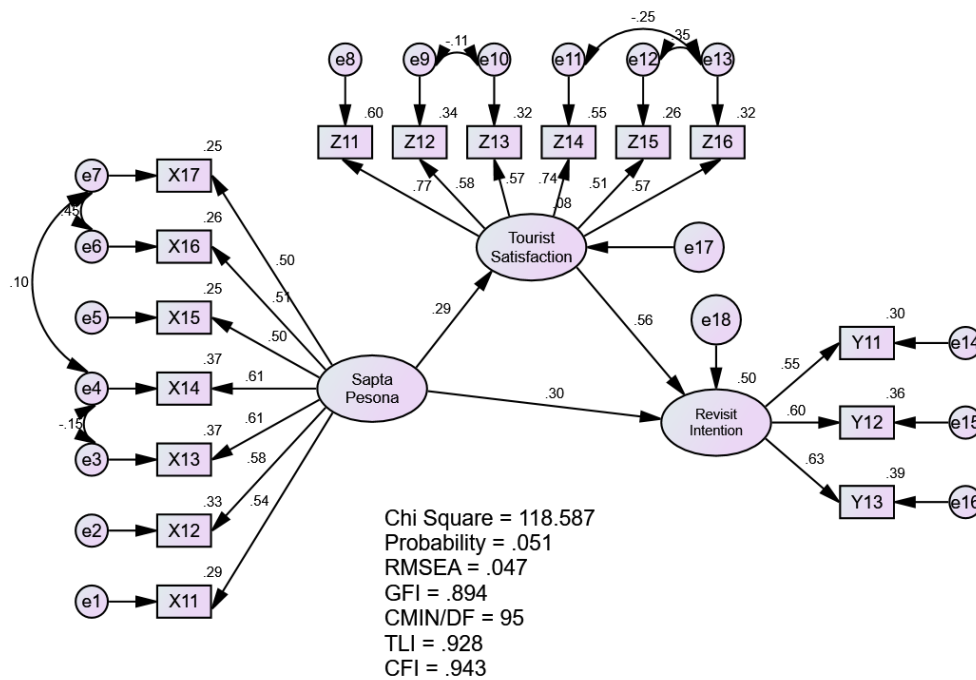 -.25
-.11
.35
e8
e9
e10
e11
e12
e13
.60
.34
.32
.55
.26
.32
Z11
Z12
Z13
Z14
Z15
Z16
.77
.58
.57
.74
.51
.57
.08
Tourist
Satisfaction
e17
.25
e7
X17
.45
.26
e6
X16
.50
.10
.25
e5
X15
.51
.50
.29
.56
e18
.37
e4
X14
.61
Sapta
Pesona
.30
.50
Revisit
Intention
.55
.30
Y11
e14
.60
.36
Y12
e15
.63
.39
Y13
e16
-.15
.37
e3
X13
.61
.58
.33
e2
X12
.54
.29
e1
X11
Chi Square = 118.587
Probability = .051
RMSEA = .047
GFI = .894
CMIN/DF = 95
TLI = .928
CFI = .943